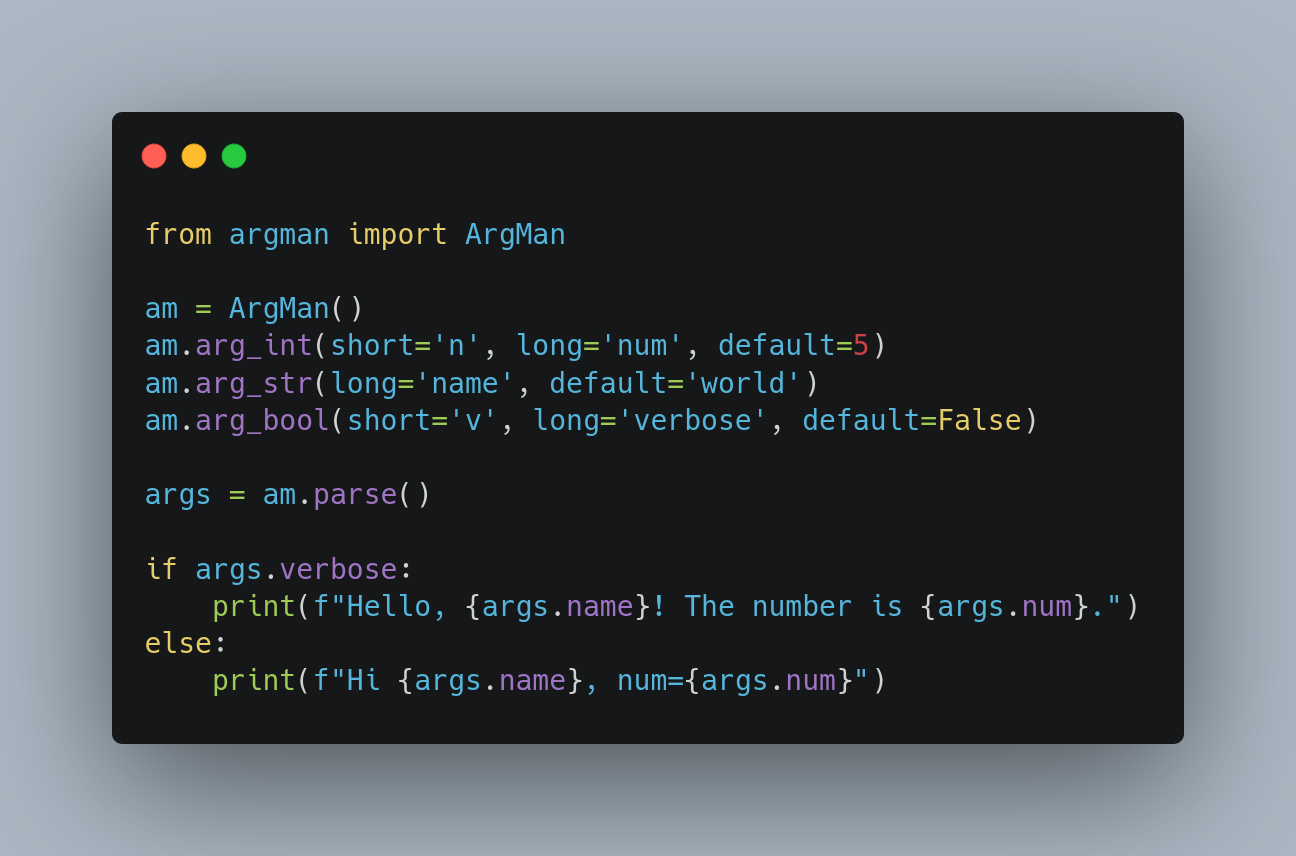 from argman import ArgMan
am = ArgMan()
am.arg_int(short='n', long='num', default=5)
am.arg_str(long='name', default='world')
am.arg_bool(short='v', long='verbose', default=False)
args = am.parse()
if args.verbose:
    print(f"Hello, {args.name}! The number is {args.num}.")
else:
    print(f"Hi {args.name}, num={args.num}")